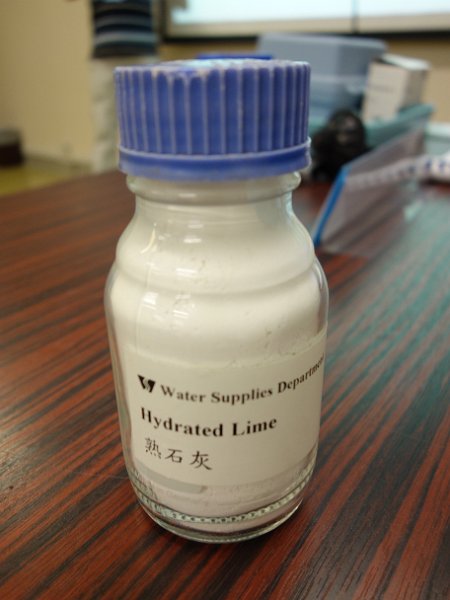 Water Supplies Department
Hydrated Lime
熟石灰